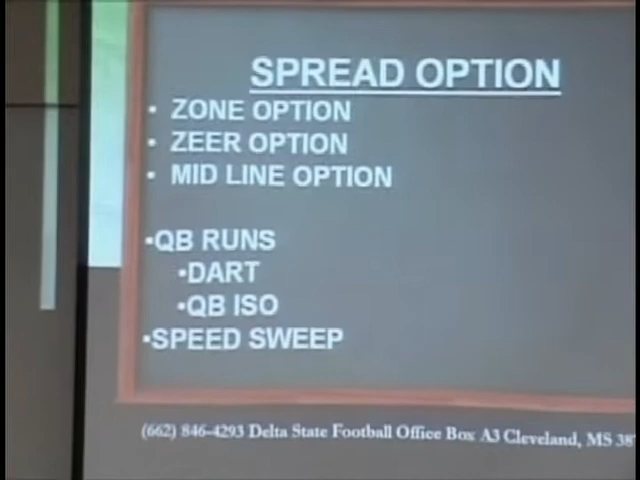 SPREAD OPTION
• ZONE OPTION
• ZEER OPTION
• MID LINE OPTION
•QB RUNS
•DART
•QB ISO
•SPEED SWEEP
(662) 846-4293 Delta State Football Office Box A3 Cleveland, MS